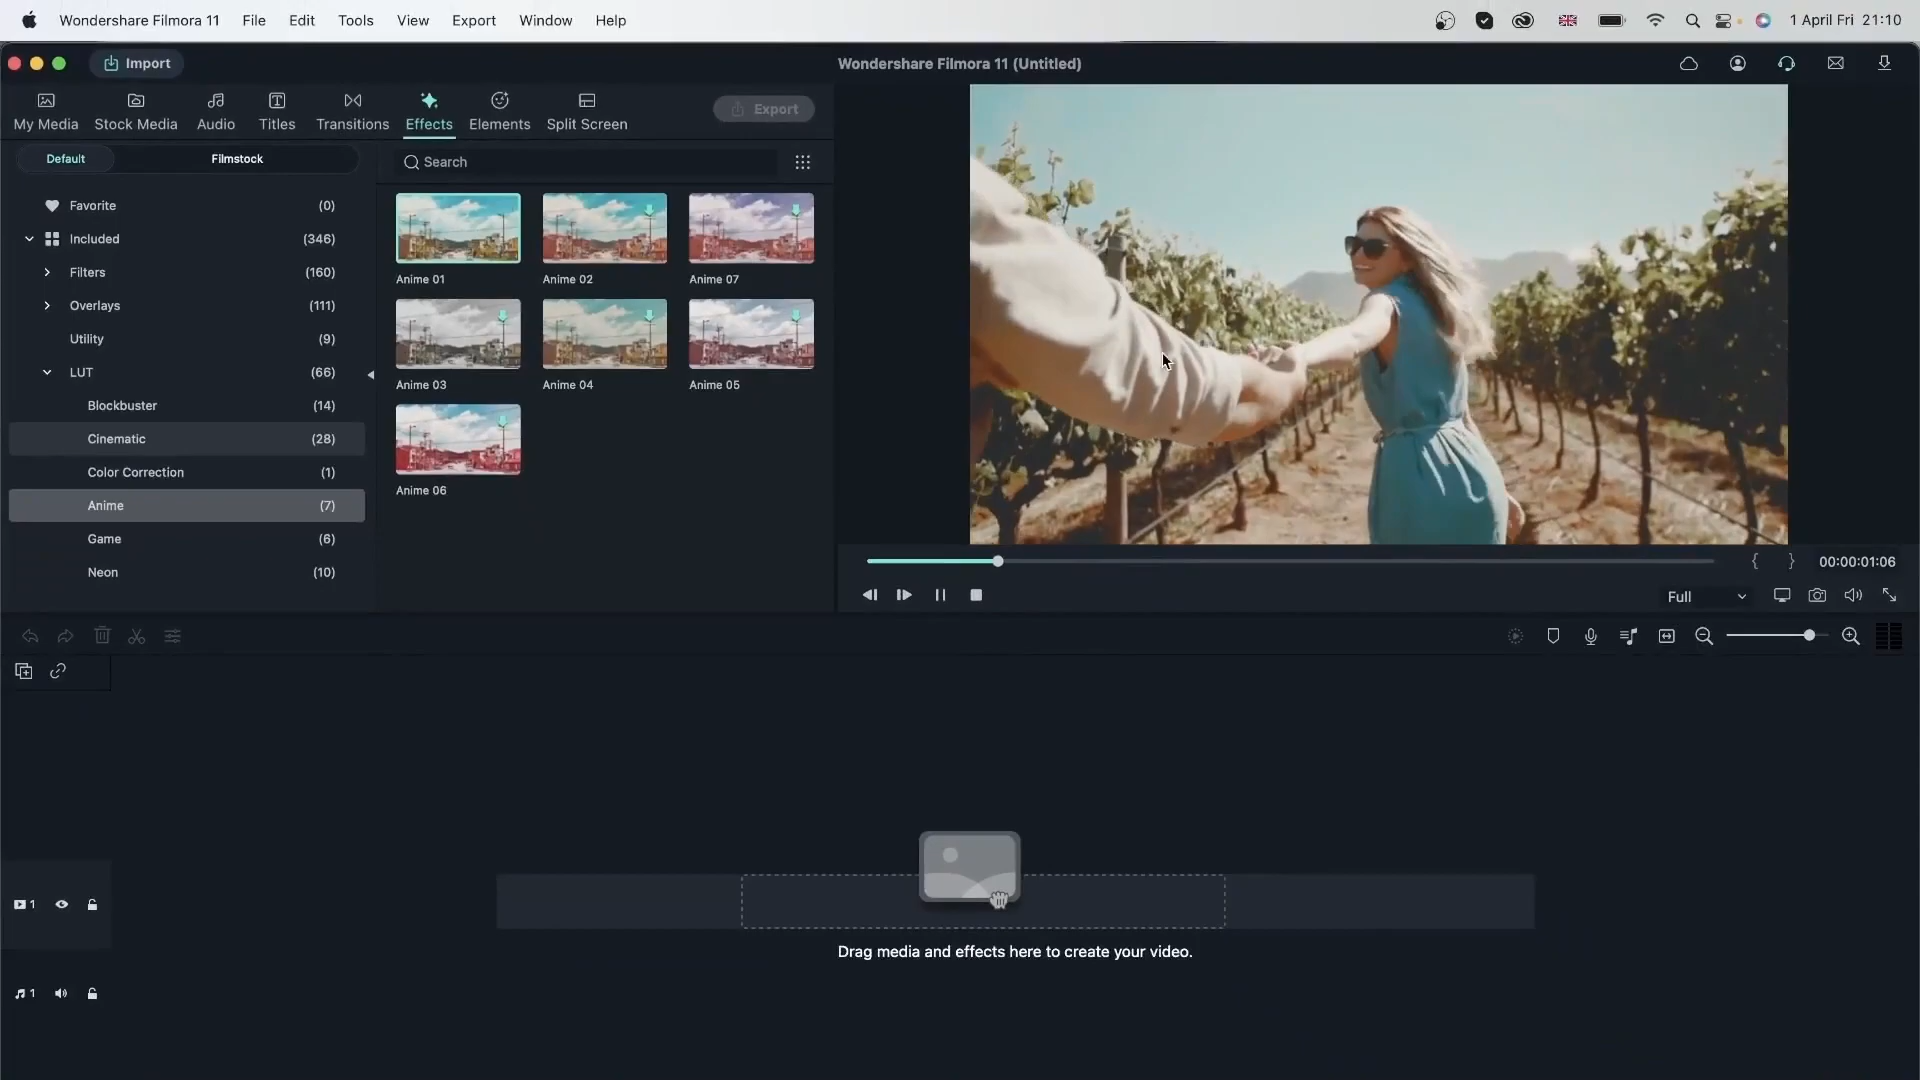 Wondershare Filmora 11 File Edit Tools View Export Window Help 1 April Fri 21:10
Import Wondershare Filmora 11 (Untitled)
My Media Stock Media Audio Titles Transitions Effects Elements Split Screen Export
Default Filmstock Search
Favorite (0)
Included (346)
Filters (160)
Overlays (111)
Utility (9)
LUT (66)
Blockbuster (14)
Cinematic (28)
Color Correction (1)
Anime (7)
Game (6)
Neon (10)
Anime 01 Anime 02 Anime 07
Anime 03 Anime 04 Anime 05
Anime 06
{ } 00:00:01:06
Full
1
Drag media and effects here to create your video.
1